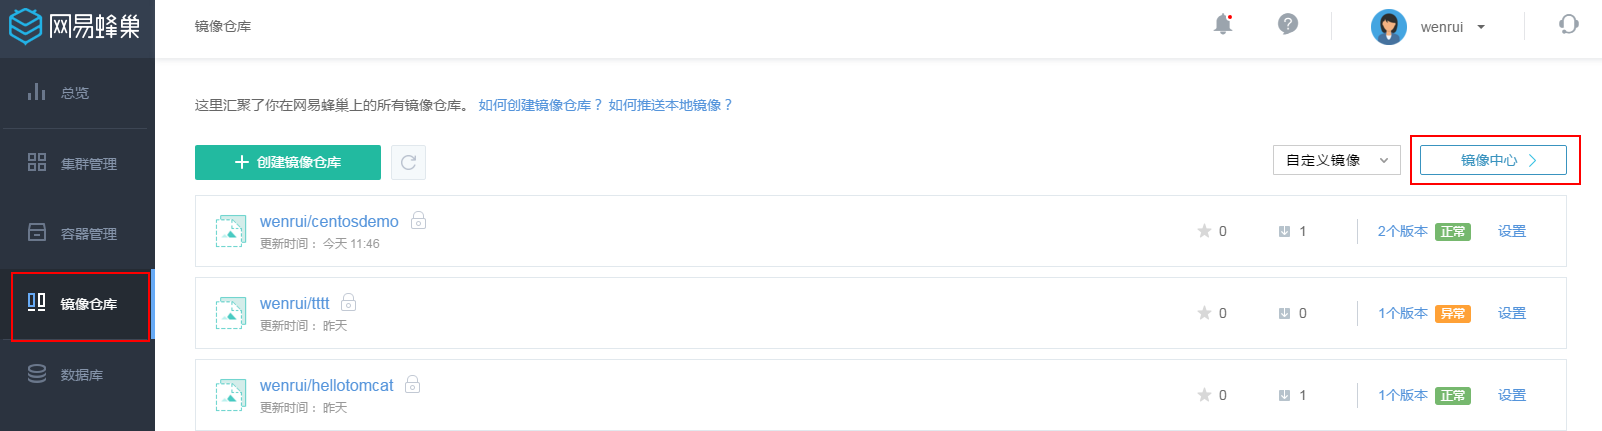 网易蜂巢
镜像仓库
wenrui
总览
集群管理
容器管理
镜像仓库
数据库
这里汇聚了你在网易蜂巢上的所有镜像仓库。 如何创建镜像仓库？ 如何推送本地镜像？
创建镜像仓库
自定义镜像
镜像中心
wenrui/centosdemo
更新时间： 今天 11:46
0 1 2个版本 正常 设置
wenrui/tttt
更新时间： 昨天
0 0 1个版本 异常 设置
wenrui/hellotomcat
更新时间： 昨天
0 1 1个版本 正常 设置